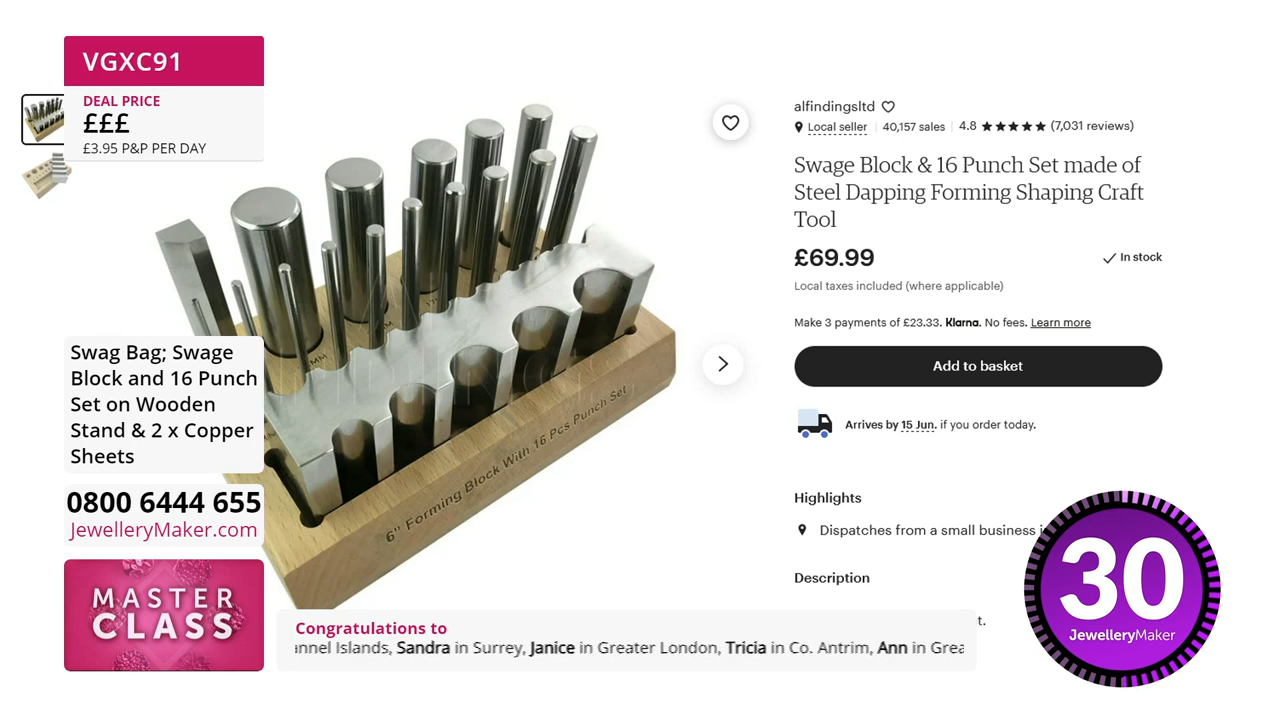 VGXC91
DEAL PRICE
£££
£3.95 P&P PER DAY
Swag Bag; Swage
Block and 16 Punch
Set on Wooden
Stand & 2 x Copper
Sheets
0800 6444 655
JewelleryMaker.com
MASTER
CLASS
6" Forming Block With 16 Pcs Punch Set
alfindingsltd
Local seller
40,157 sales
4.8 ★★★★★ (7,031 reviews)
Swage Block & 16 Punch Set made of
Steel Dapping Forming Shaping Craft
Tool
£69.99
In stock
Local taxes included (where applicable)
Make 3 payments of £23.33. Klarna. No fees. Learn more
Add to basket
Arrives by 15 Jun. if you order today.
Highlights
Dispatches from a small business
Description
t.
30
JewelleryMaker
Congratulations to
nnel Islands, Sandra in Surrey, Janice in Greater London, Tricia in Co. Antrim, Ann in Grea